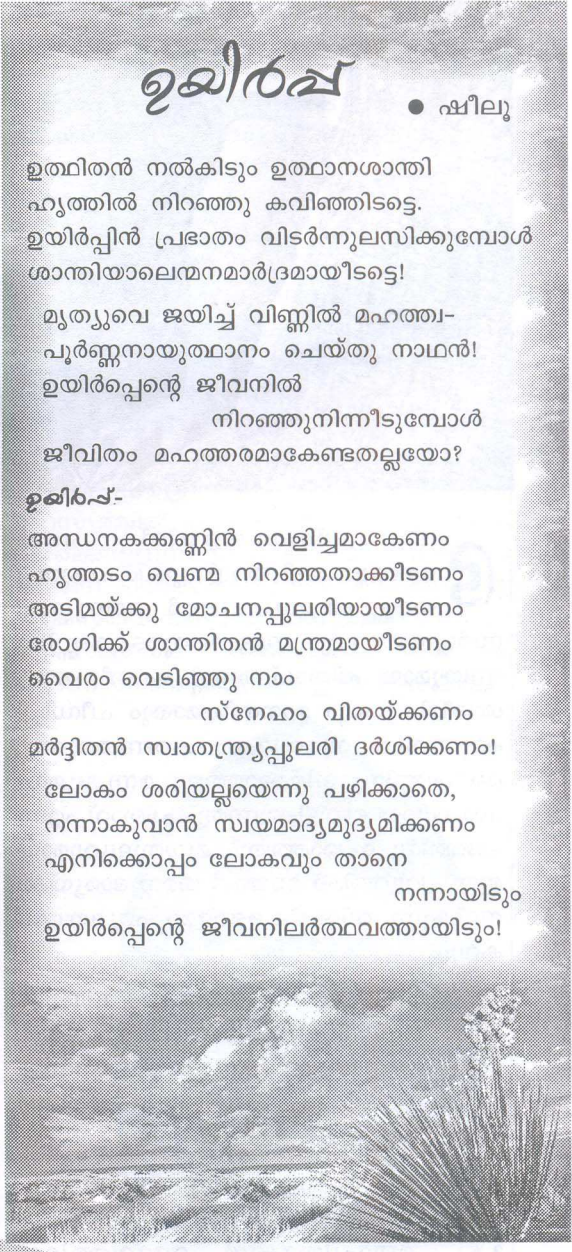 ഉയിർപ്പ്
● ഷീലൂ
ഉത്ഥിതൻ നൽകിടും ഉത്ഥാനശാന്തി
ഹൃത്തിൽ നിറഞ്ഞു കവിഞ്ഞിടട്ടെ.
ഉയിർപ്പിൻ പ്രഭാതം വിടർന്നുലസിക്കുമ്പോൾ
ശാന്തിയാലെന്മനമാർദ്രമായീടട്ടെ!
മൃത്യുവെ ജയിച്ച് വിണ്ണിൽ മഹത്ത്വ-
പൂർണ്ണനായുത്ഥാനം ചെയ്തു നാഥൻ!
ഉയിർപ്പെന്റെ ജീവനിൽ
നിറഞ്ഞുനിന്നീടുമ്പോൾ
ജീവിതം മഹത്തരമാകേണ്ടതല്ലയോ?
ഉയിർപ്പ്-
അന്ധനകക്കണ്ണിൻ വെളിച്ചമാകേണം
ഹൃത്തടം വെണ്മ നിറഞ്ഞതാക്കീടണം
അടിമയ്ക്കു മോചനപ്പുലരിയായീടണം
രോഗിക്ക് ശാന്തിതൻ മന്ത്രമായീടണം
വൈരം വെടിഞ്ഞു നാം
സ്നേഹം വിതയ്ക്കണം
മർദ്ദിതൻ സ്വാതന്ത്ര്യപ്പുലരി ദർശിക്കണം!
ലോകം ശരിയല്ലയെന്നു പഴിക്കാതെ,
നന്നാകുവാൻ സ്വയമാദ്യമുദ്യമിക്കണം
എനിക്കൊപ്പം ലോകവും താനെ
നന്നായിടും
ഉയിർപ്പെന്റെ ജീവനിലർത്ഥവത്തായിടും!